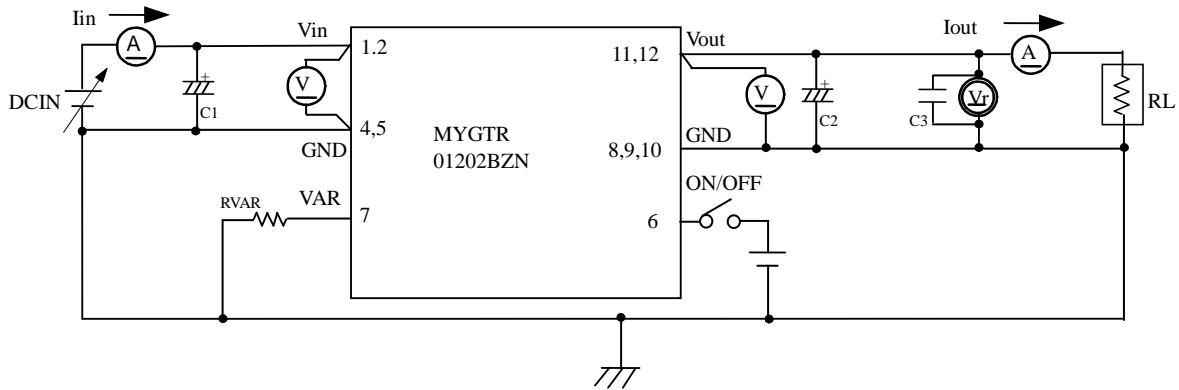 Iin
A
Vin
1.2
Vout
11,12
Iout
A
DCIN
+
C1
V
V
+
C2
C3
Vr
RL
4,5
GND
MYGTR
01202BZN
8,9,10
GND
RVAR
VAR
7
6
ON/OFF